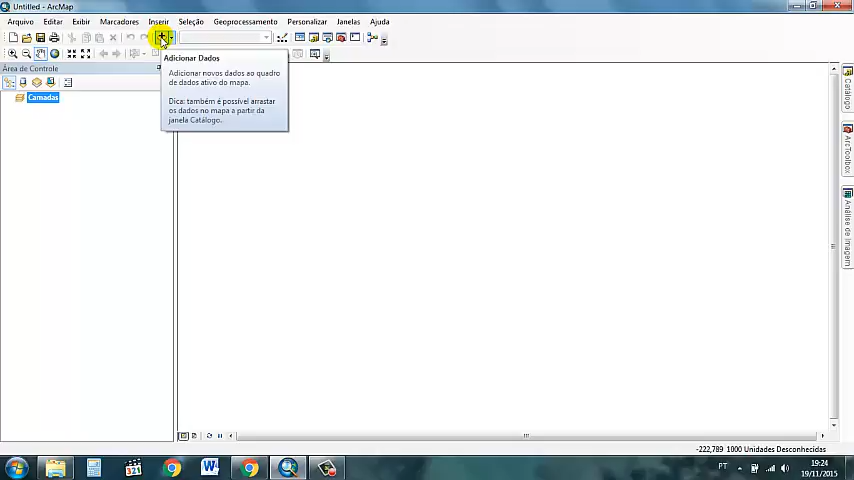 Untitled - ArcMap
Arquivo Editar Exibir Marcadores Inserir Seleção Geoprocessamento Personalizar Janelas Ajuda
Adicionar Dados
Adicionar novos dados ao quadro
de dados ativo do mapa.
Dica: também é possível arrastar
os dados no mapa a partir da
janela Catálogo.
Área de Controle
Camadas
Catálogo
ArcToolbox
Análise de Imagem
-222,789 1000 Unidades Desconhecidas
321
W
PT
19:24
19/11/2015